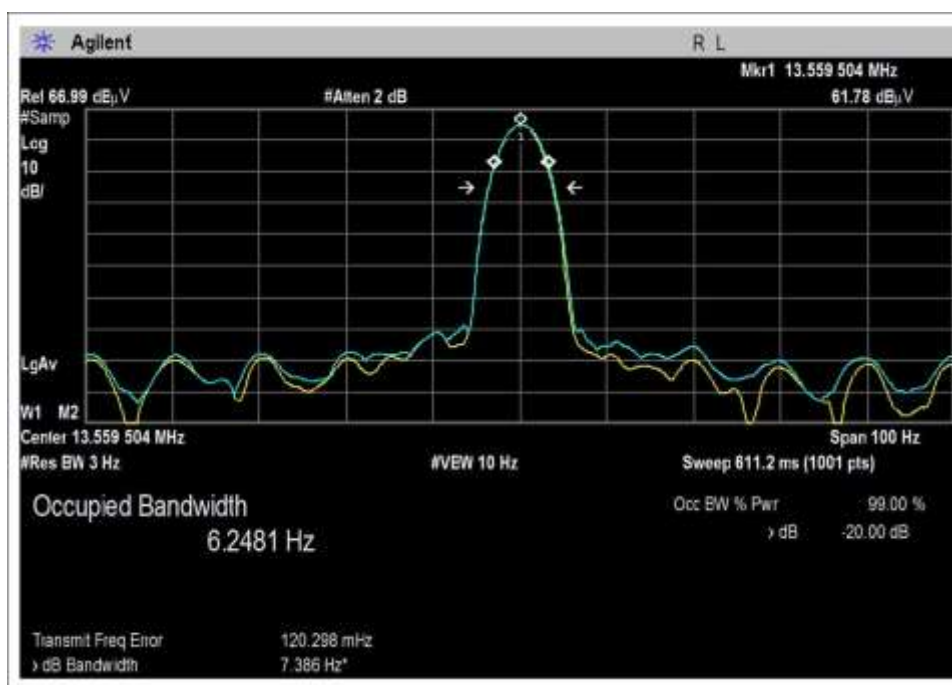 Agilent R L
Mkr1 13.559 504 MHz
Ref 66.99 dBµV #Atten 2 dB 61.78 dBµV
#Samp
Log
10
dB/
1
LgAv
W1 M2
Center 13.559 504 MHz Span 100 Hz
#Res BW 3 Hz #VBW 10 Hz Sweep 611.2 ms (1001 pts)
Occupied Bandwidth Occ BW % Pwr 99.00 %
6.2481 Hz x dB -20.00 dB
Transmit Freq Error 120.298 mHz
x dB Bandwidth 7.386 Hz*